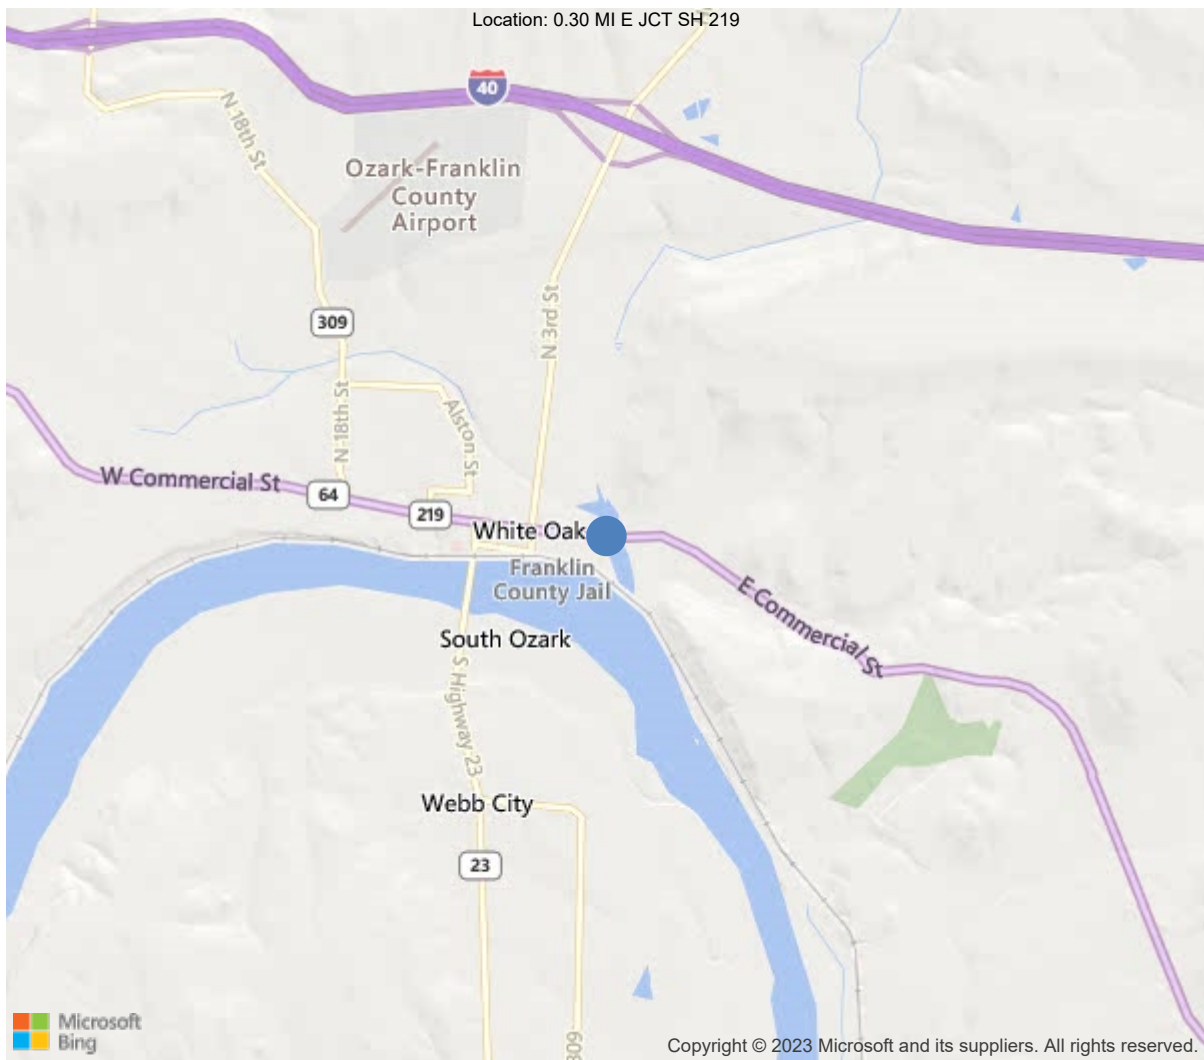 Location: 0.30 MI E JCT SH 219
40
N 18th St
Ozark-Franklin
County
Airport
N 3rd St
309
N 18th St
Alston St
W Commercial St
64
219
White Oak
Franklin
County Jail
E Commercial St
South Ozark
S Highway 23
Webb City
23
309
Microsoft
Bing
Copyright © 2023 Microsoft and its suppliers. All rights reserved.